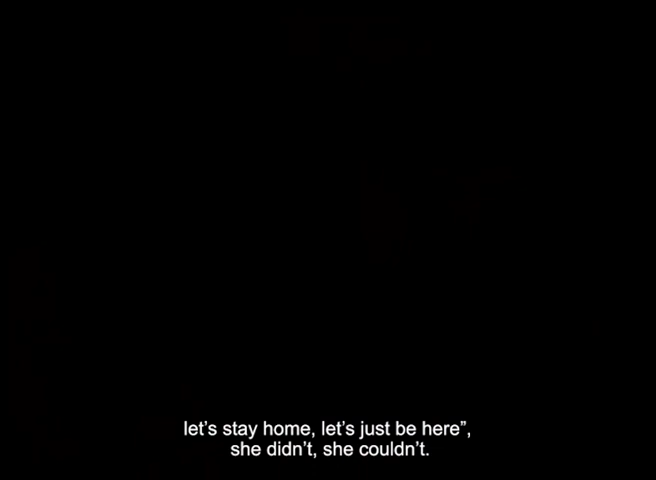 let’s stay home, let’s just be here”,
she didn’t, she couldn’t.